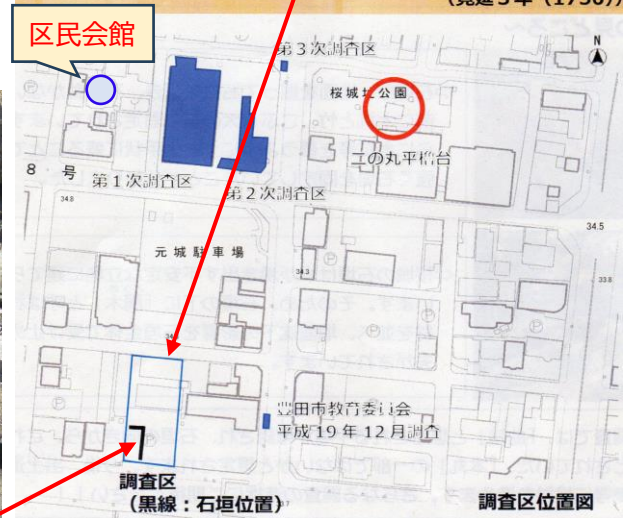 (寛延3年（1750）)
区民会館
N
第3次調査区
桜城址公園
二の丸平櫓台
8 号
第1次調査区
第2次調査区
34.8
元城駐車場
34.3
34.5
33.8
豊田市教育委員会
平成19年12月調査
調査区
（黒線：石垣位置）
調査区位置図